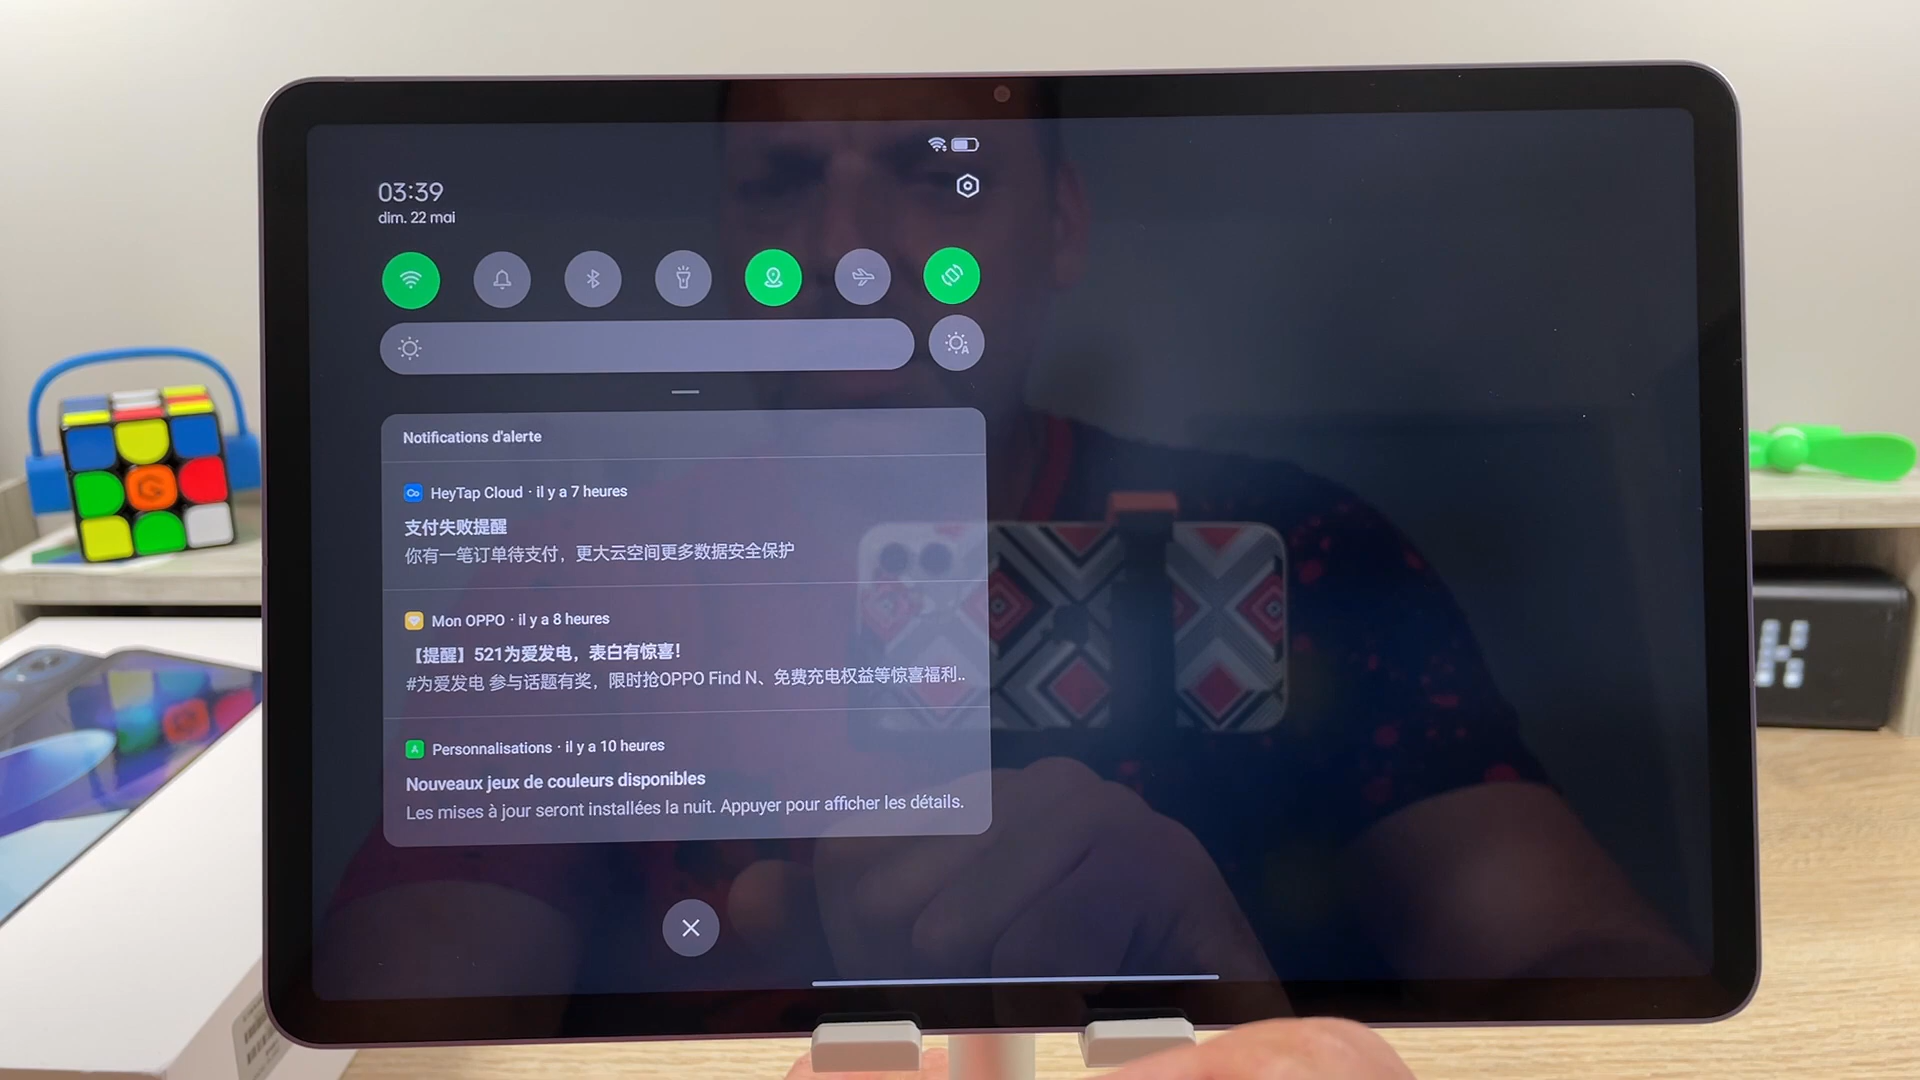 03:39
dim. 22 mai
Notifications d'alerte
HeyTap Cloud · il y a 7 heures
支付失败提醒
你有一笔订单待支付，更大云空间更多数据安全保护
Mon OPPO · il y a 8 heures
【提醒】521为爱发电，表白有惊喜！
#为爱发电 参与话题有奖，限时抢OPPO Find N、免费充电权益等惊喜福利..
Personnalisations · il y a 10 heures
Nouveaux jeux de couleurs disponibles
Les mises à jour seront installées la nuit. Appuyer pour afficher les détails.